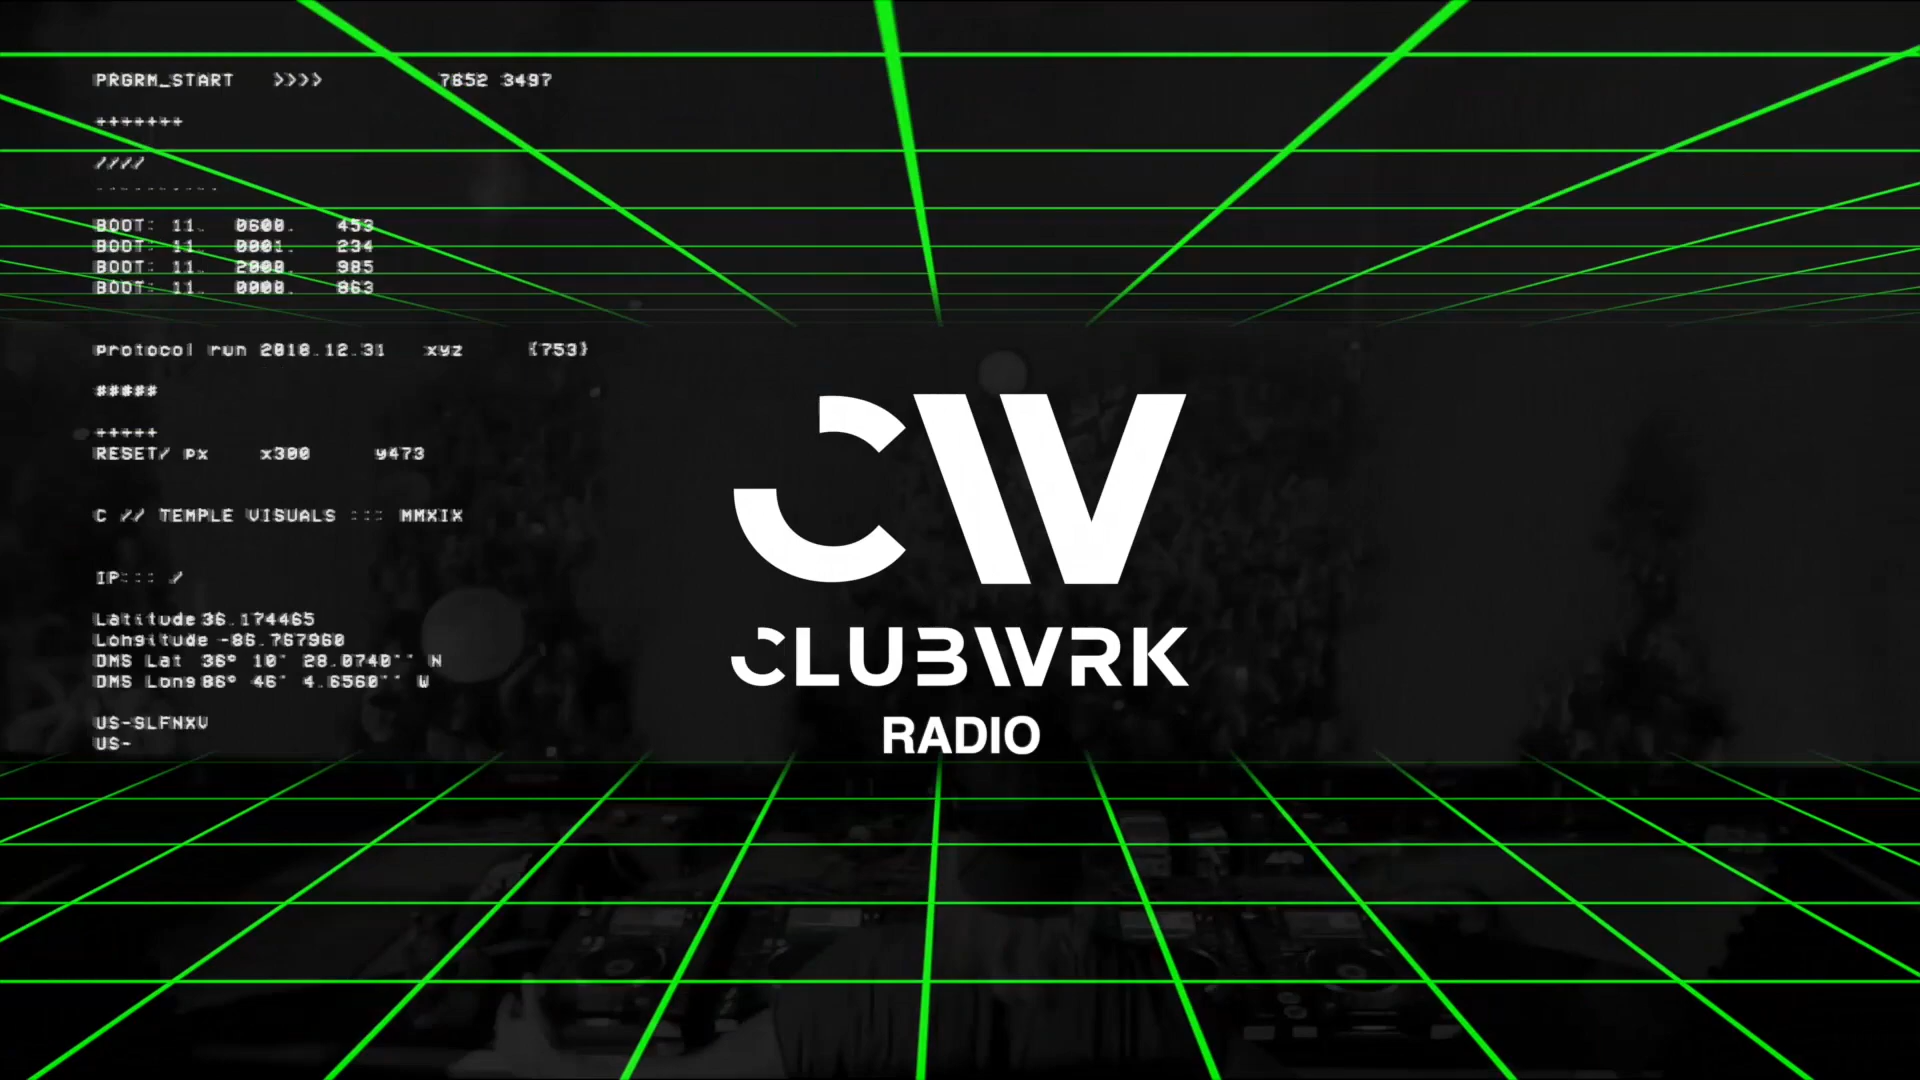 PRGRM_START >>>> 7652 3497
+++++++
////
----------
BOOT: 11. 0600. 453
BOOT: 11. 0001. 234
BOOT: 11. 2000. 985
BOOT: 11. 0000. 863
protocol run 2018.12.31 xyz {753}
#####
+++++
RESET/ px x300 y473
C // TEMPLE VISUALS ::: MMXIX
IP::: /
Latitude 36.174465
Longitude -86.767960
DMS Lat 36° 10' 28.0740'' N
DMS Long 86° 46' 4.6560'' W
US-SLFNXV
US-
CW
CLUBWRK
RADIO